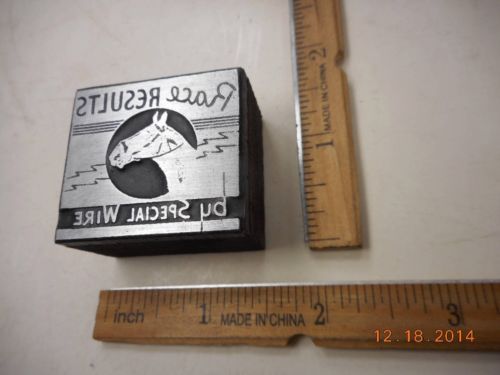 Race RESULTS
by SPECIAL WIRE
2
1
MADE IN CHINA
inch 1 MADE IN CHINA 2 3
12.18.2014